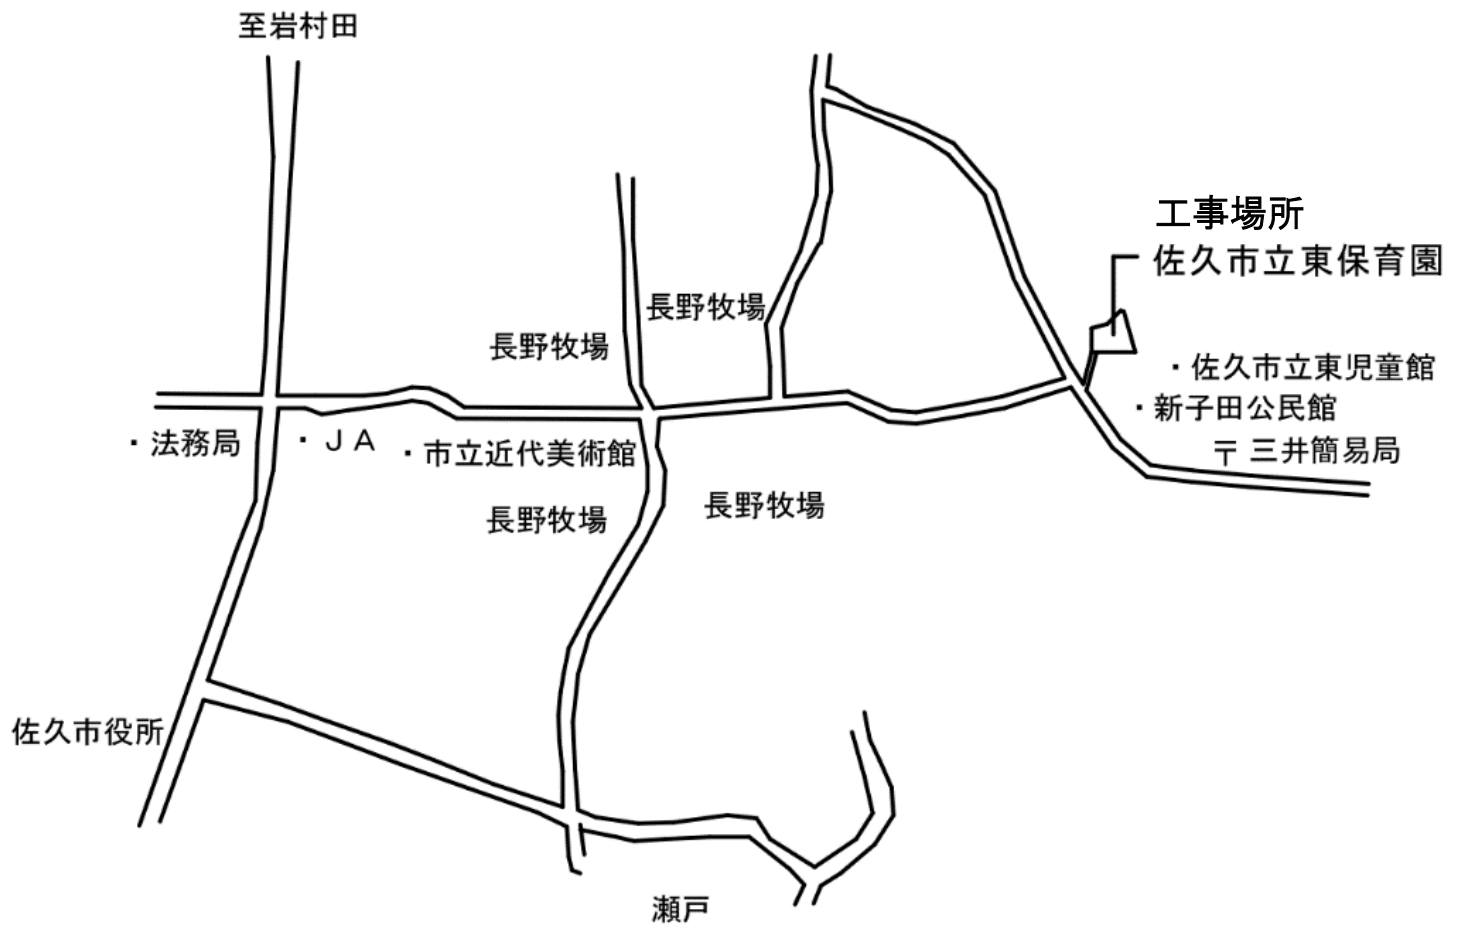 至岩村田
工事場所
佐久市立東保育園
長野牧場
長野牧場
・佐久市立東児童館
・新子田公民館
・法務局
・ＪＡ
・市立近代美術館
〒三井簡易局
長野牧場
長野牧場
佐久市役所
瀬戸